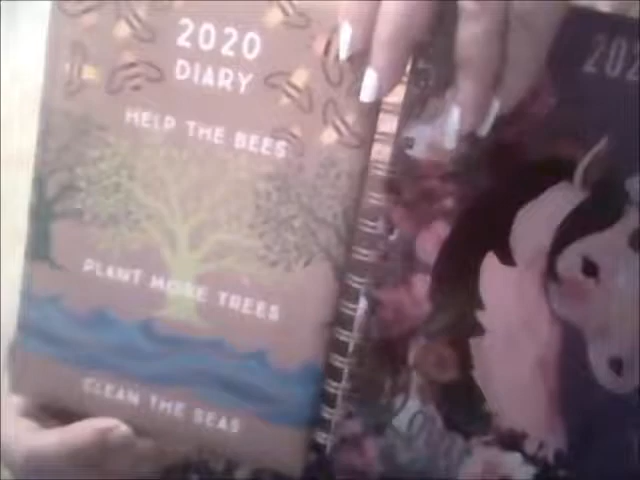 2020
DIARY
HELP THE BEES
PLANT MORE TREES
CLEAN THE SEAS